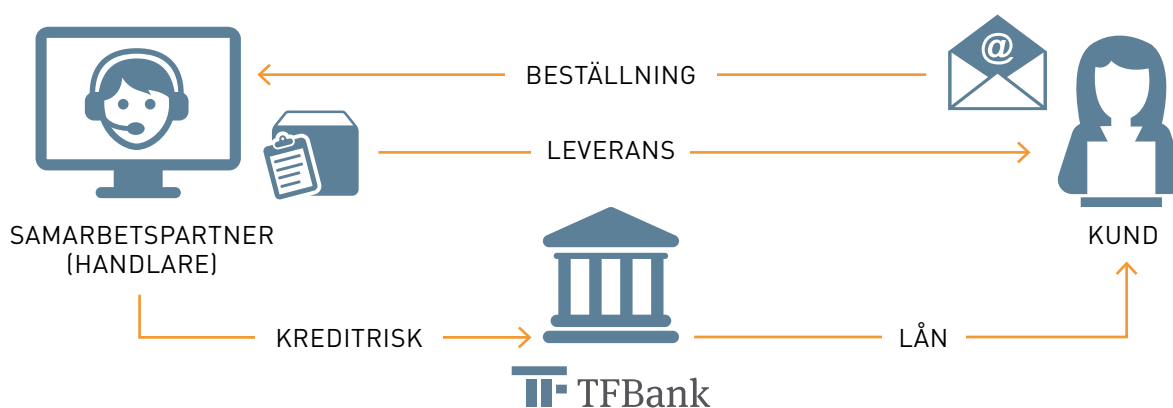 @
BESTÄLLNING
LEVERANS
SAMARBETSPARTNER
(HANDLARE)
KUND
KREDITRISK
LÅN
TFBank